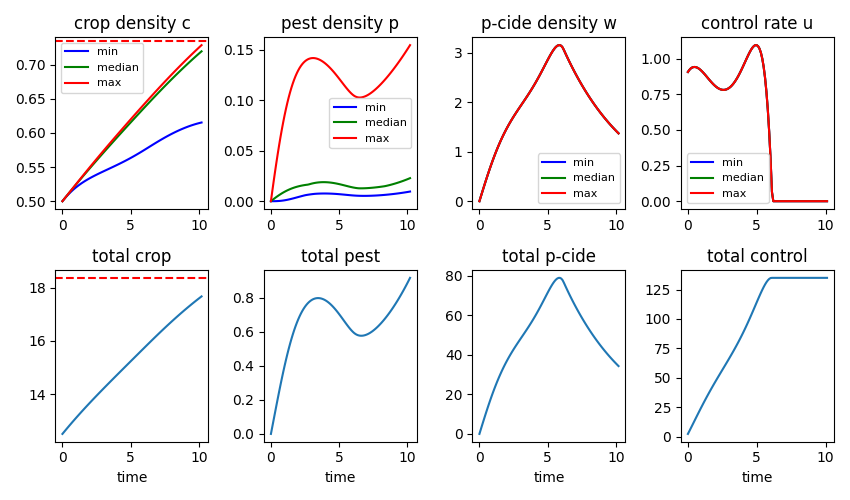 crop density c
pest density p
p-cide density w
control rate u
0.70
0.65
0.60
0.55
0.50
min
median
max
0
5
10
0.15
0.10
0.05
0.00
min
median
max
0
5
10
3
2
1
0
min
median
max
0
5
10
1.00
0.75
0.50
0.25
0.00
min
median
max
0
5
10
total crop
total pest
total p-cide
total control
18
16
14
0
5
10
time
0.8
0.6
0.4
0.2
0.0
0
5
10
time
80
60
40
20
0
0
5
10
time
125
100
75
50
25
0
0
5
10
time